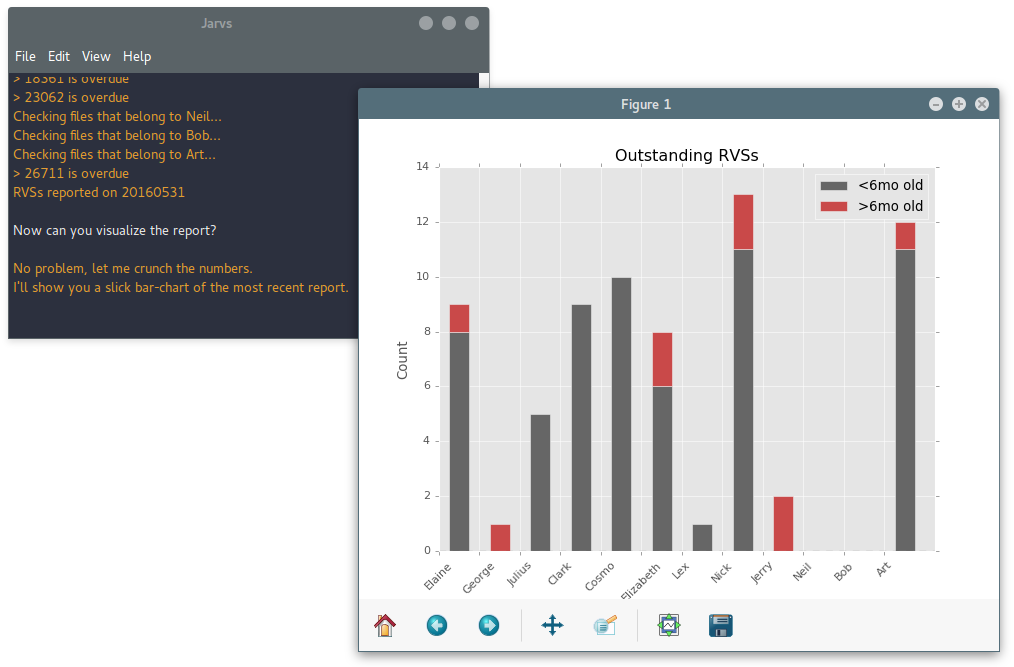 Jarvs
File Edit View Help
> 18361 is overdue
> 23062 is overdue
Checking files that belong to Neil...
Checking files that belong to Bob...
Checking files that belong to Art...
> 26711 is overdue
RVSs reported on 20160531
Now can you visualize the report?
No problem, let me crunch the numbers.
I'll show you a slick bar-chart of the most recent report.
Figure 1
Outstanding RVSs
<6mo old
>6mo old
Count
14
12
10
8
6
4
2
0
Elaine
George
Julius
Clark
Cosmo
Elizabeth
Lex
Nick
Jerry
Neil
Bob
Art